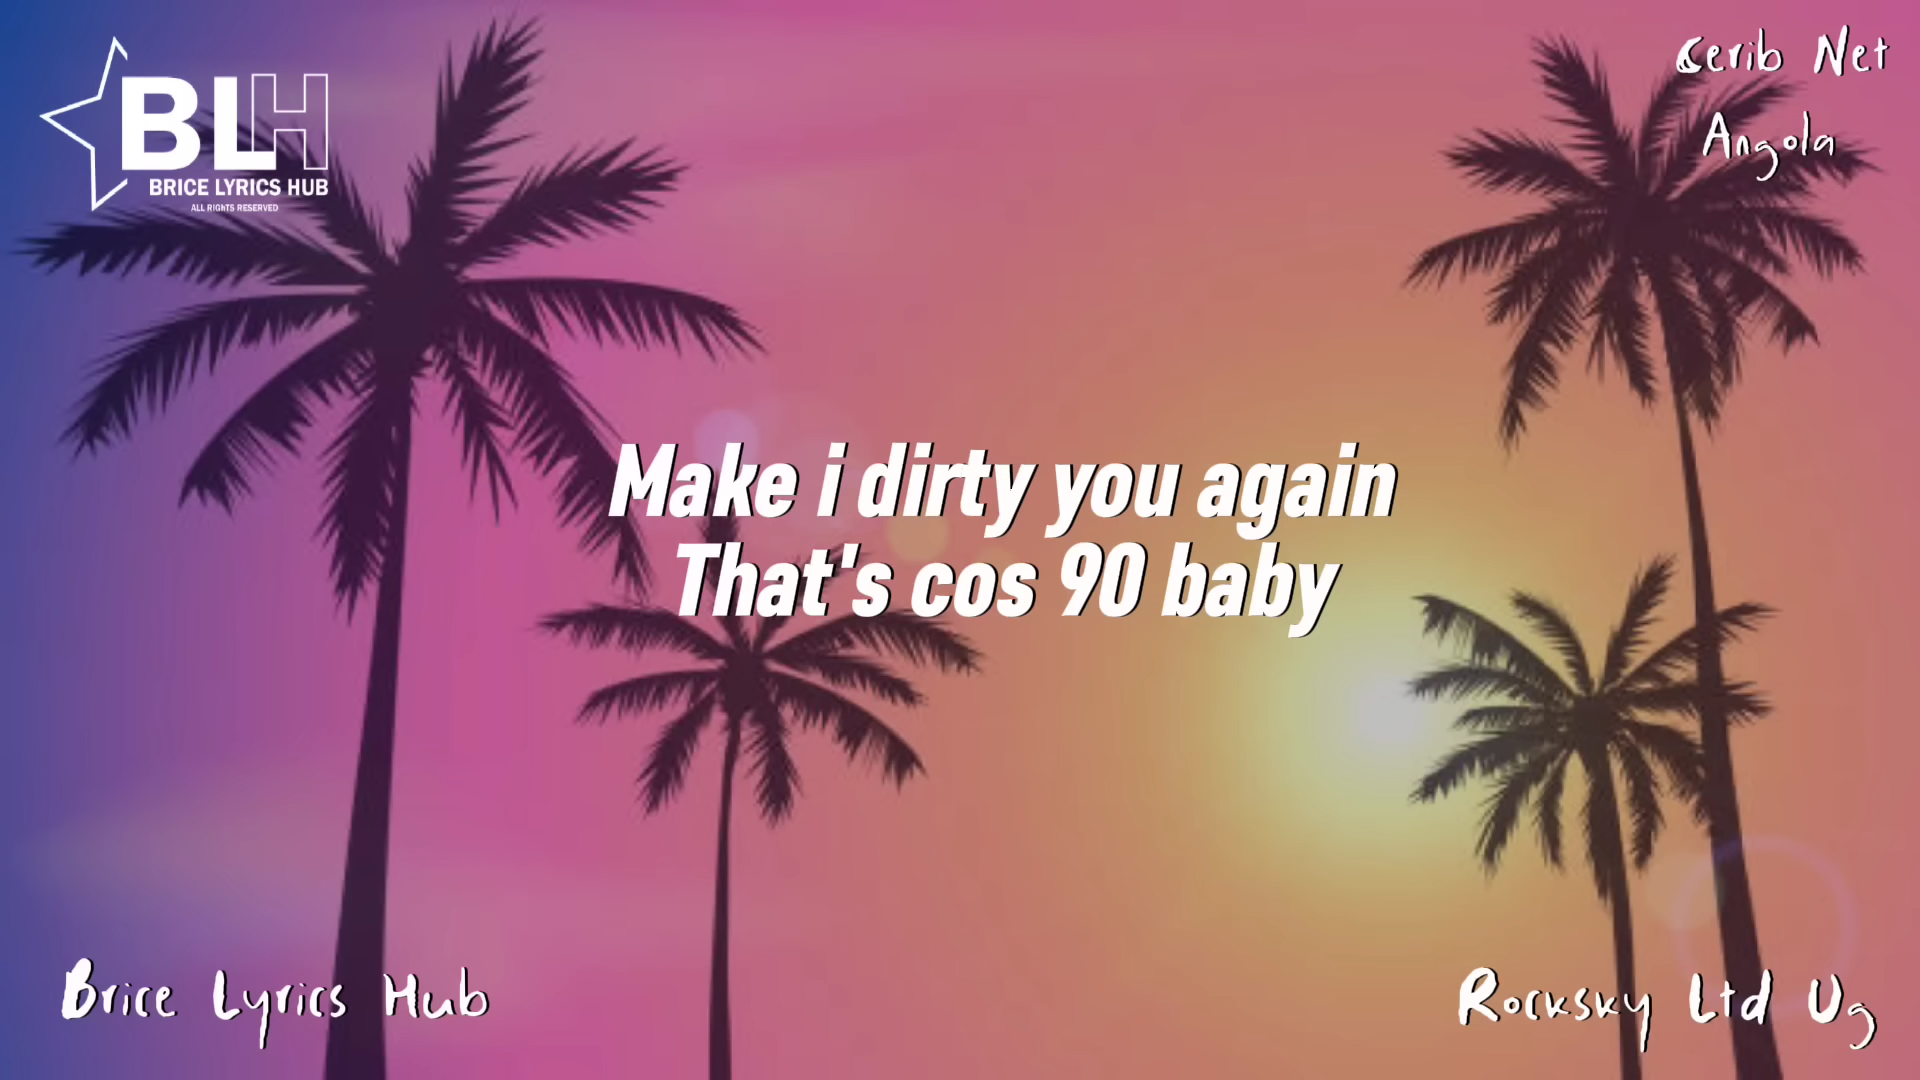 BLH
BRICE LYRICS HUB
ALL RIGHTS RESERVED
Cerib Net
Angola
Make i dirty you again
That's cos 90 baby
Brice Lyrics Hub
Rocksky Ltd Ug